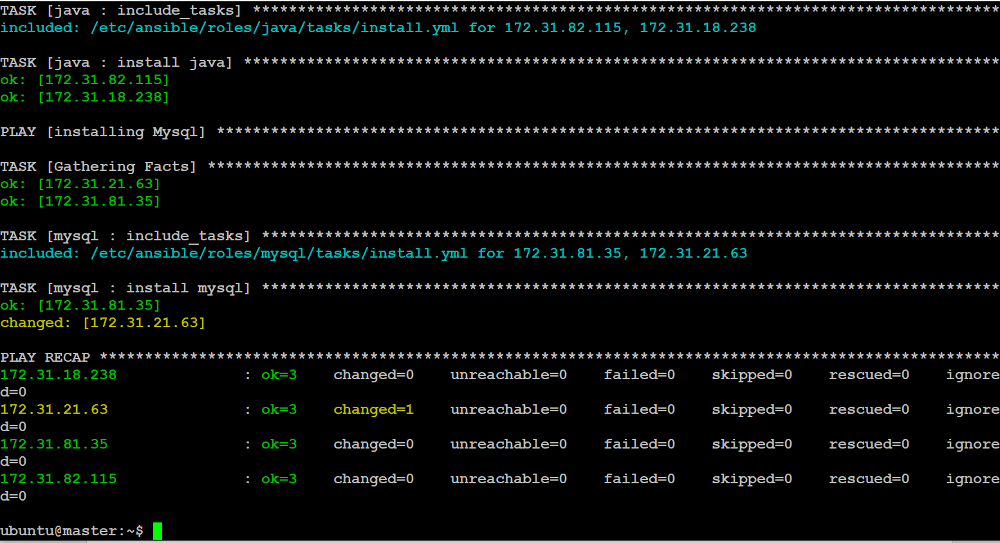 TASK [java : include_tasks] ***********************************************************************************
included: /etc/ansible/roles/java/tasks/install.yml for 172.31.82.115, 172.31.18.238
TASK [java : install java] ************************************************************************************
ok: [172.31.82.115]
ok: [172.31.18.238]
PLAY [installing Mysql] ***************************************************************************************
TASK [Gathering Facts] ****************************************************************************************
ok: [172.31.21.63]
ok: [172.31.81.35]
TASK [mysql : include_tasks] **********************************************************************************
included: /etc/ansible/roles/mysql/tasks/install.yml for 172.31.81.35, 172.31.21.63
TASK [mysql : install mysql] **********************************************************************************
ok: [172.31.81.35]
changed: [172.31.21.63]
PLAY RECAP ****************************************************************************************************
172.31.18.238              : ok=3    changed=0    unreachable=0    failed=0    skipped=0    rescued=0    ignore
d=0
172.31.21.63               : ok=3    changed=1    unreachable=0    failed=0    skipped=0    rescued=0    ignore
d=0
172.31.81.35               : ok=3    changed=0    unreachable=0    failed=0    skipped=0    rescued=0    ignore
d=0
172.31.82.115              : ok=3    changed=0    unreachable=0    failed=0    skipped=0    rescued=0    ignore
d=0
ubuntu@master:~$